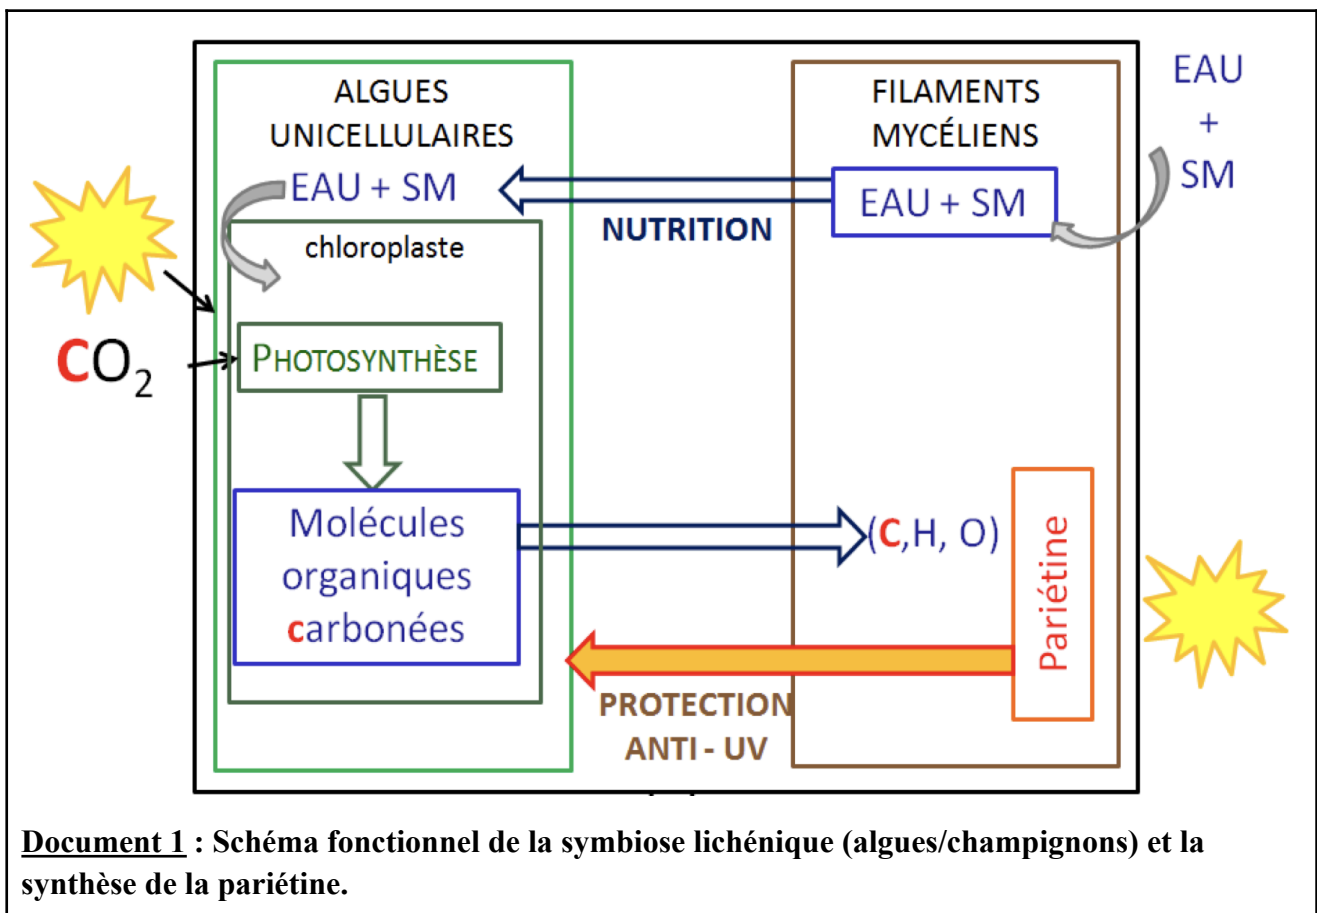 ALGUES
UNICELLULAIRES
EAU + SM
chloroplaste
PHOTOSYNTHÈSE
CO₂
Molécules
organiques
carbonées
NUTRITION
FILAMENTS
MYCÉLIENS
EAU + SM
EAU
+
SM
(C,H, O)
Pariétine
PROTECTION
ANTI - UV
Document 1 : Schéma fonctionnel de la symbiose lichénique (algues/champignons) et la
synthèse de la pariétine.